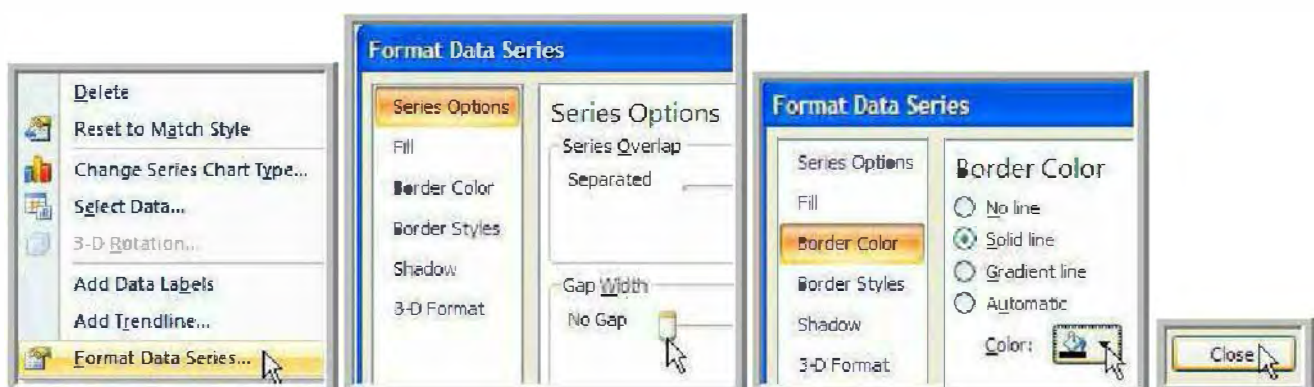 Delete
Reset to Match Style
Change Series Chart Type...
Select Data...
3-D Rotation...
Add Data Labels
Add Trendline...
Format Data Series...
Format Data Series
Series Options
Fill
Border Color
Border Styles
Shadow
3-D Format
Series Options
Series Overlap
Separated
Gap Width
No Gap
Format Data Series
Series Options
Fill
Border Color
Border Styles
Shadow
3-D Format
Border Color
No line
Solid line
Gradient line
Automatic
Color:
Close